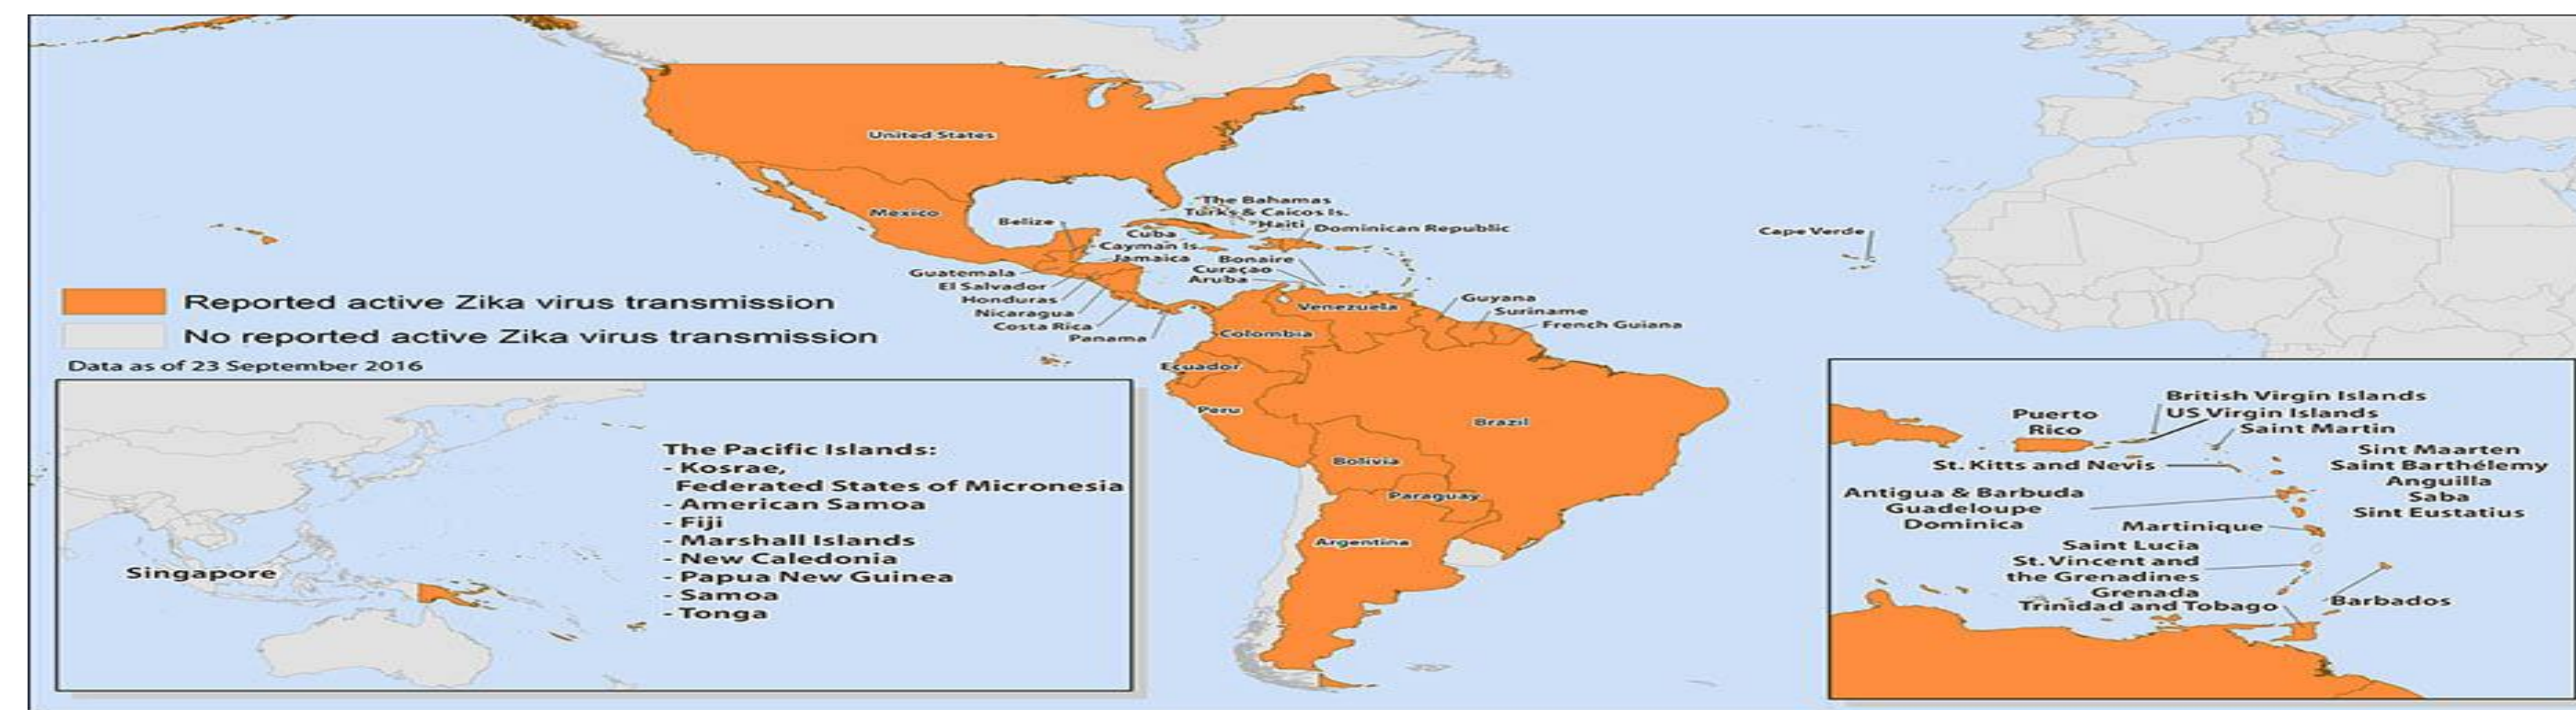 United States
Mexico
The Bahamas
Turks & Caicos Is.
Belize
Haiti
Dominican Republic
Cuba
Cayman Is.
Jamaica
Bonaire
Curaçao
Aruba
Guatemala
El Salvador
Honduras
Nicaragua
Costa Rica
Panama
Cape Verde
Venezuela
Guyana
Suriname
French Guiana
Colombia
Ecuador
Peru
Brazil
Bolivia
Paraguay
Argentina
Reported active Zika virus transmission
No reported active Zika virus transmission
Data as of 23 September 2016
The Pacific Islands:
- Kosrae,
Federated States of Micronesia
- American Samoa
- Fiji
- Marshall Islands
- New Caledonia
- Papua New Guinea
- Samoa
- Tonga
Singapore
British Virgin Islands
US Virgin Islands
Saint Martin
Puerto
Rico
Sint Maarten
Saint Barthélemy
Anguilla
Saba
Sint Eustatius
St. Kitts and Nevis
Antigua & Barbuda
Guadeloupe
Dominica
Martinique
Saint Lucia
St. Vincent and
the Grenadines
Grenada
Trinidad and Tobago
Barbados